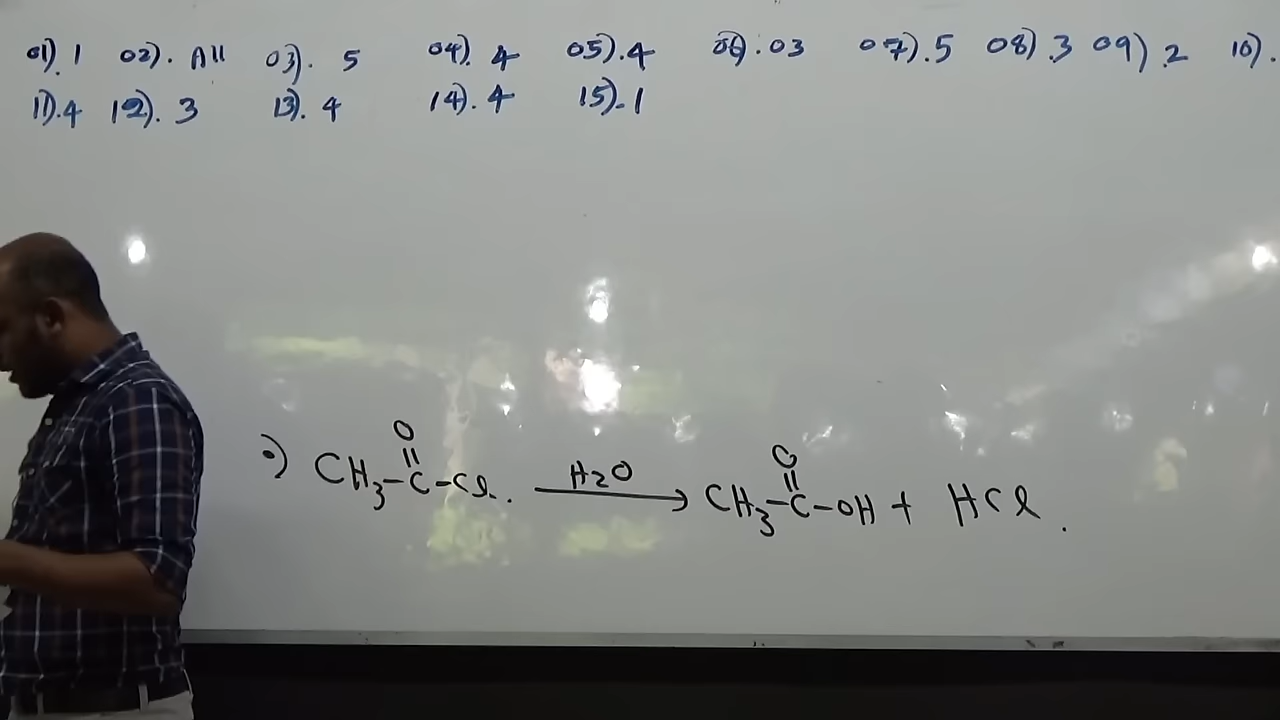 01). 1 02). All 03). 5 04). 4 05). 4 06). 03 07). 5 08). 3 09) .2 10).
11). 4 12). 3 13). 4 14). 4 15). 1
O O
•) CH3-C-Cl. H2O → CH3-C-OH + HCl.